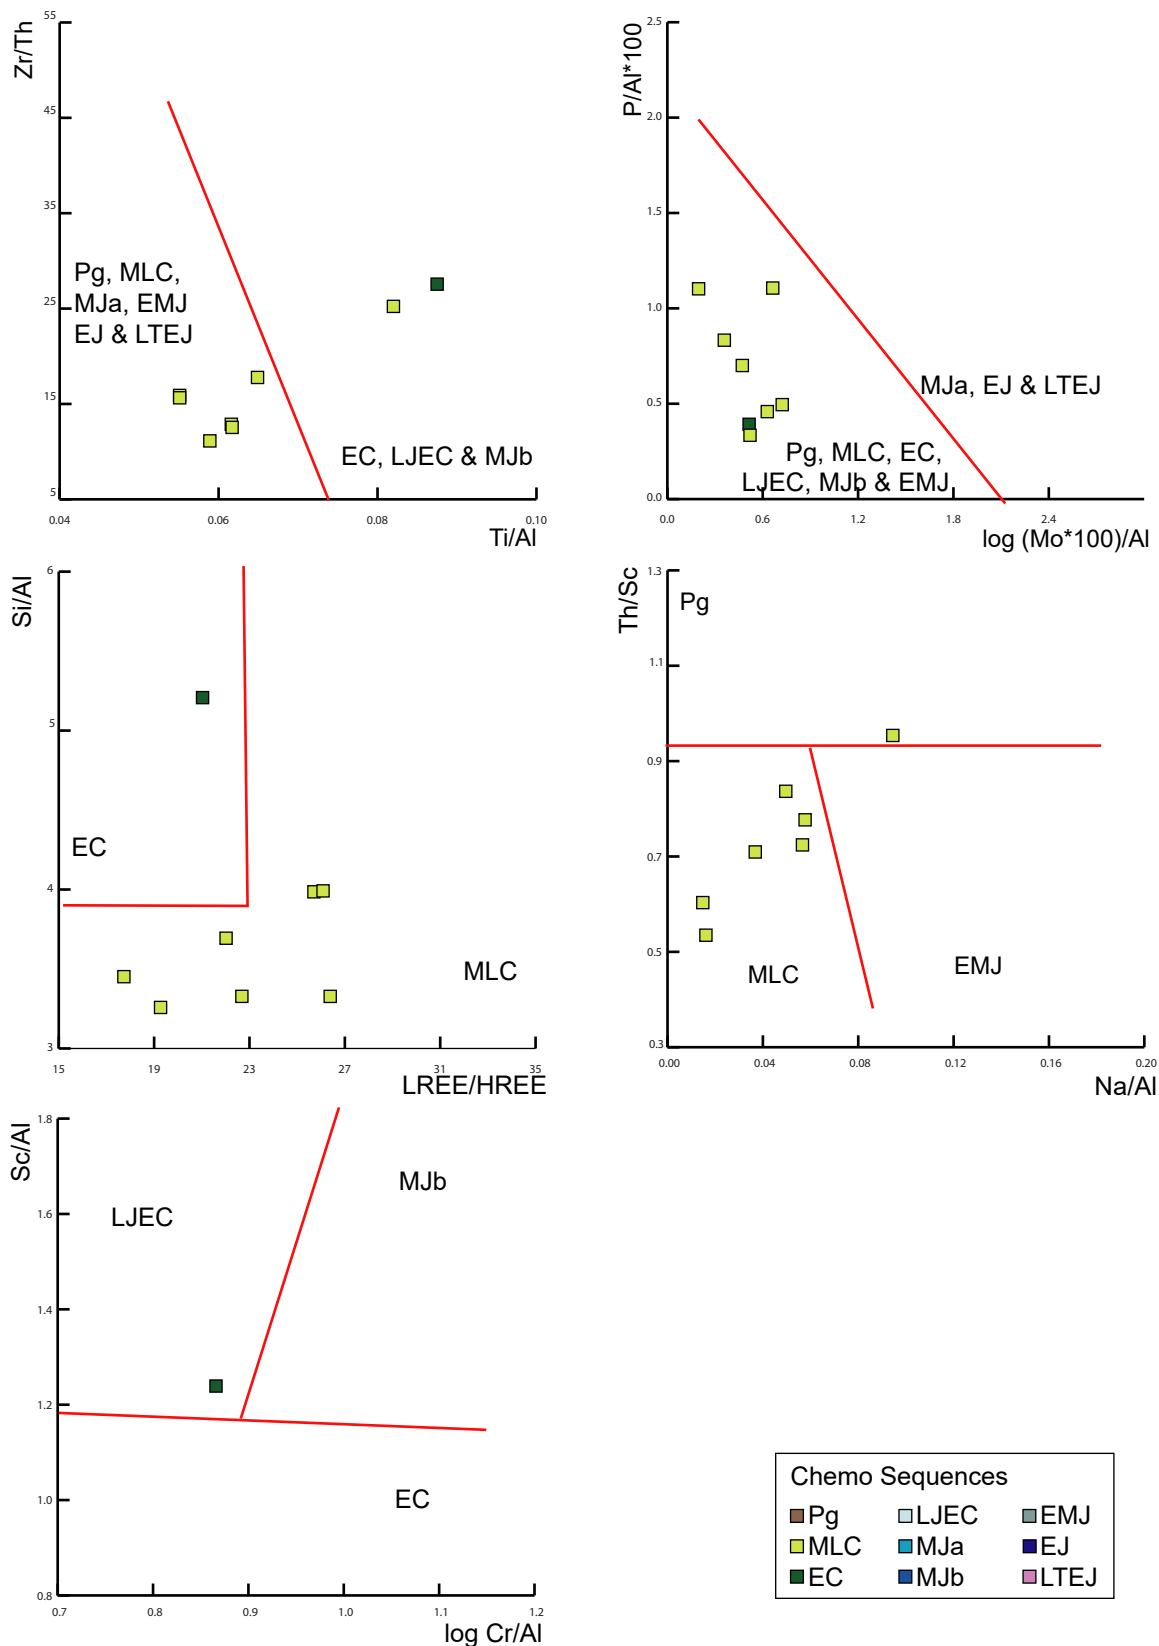 Zr/Th
55
45
35
25
15
5
Pg, MLC,
MJa, EMJ
EJ & LTEJ
EC, LJEC & MJb
0.04
0.06
0.08
0.10
Ti/Al
P/Al*100
2.5
2.0
1.5
1.0
0.5
0.0
MJa, EJ & LTEJ
Pg, MLC, EC,
LJEC, MJb & EMJ
0.0
0.6
1.2
1.8
2.4
log (Mo*100)/Al
Si/Al
6
5
4
3
EC
MLC
15
19
23
27
31
35
LREE/HREE
Th/Sc
1.3
1.1
0.9
0.7
0.5
0.3
Pg
MLC
EMJ
0.00
0.04
0.08
0.12
0.16
0.20
Na/Al
Sc/Al
1.8
1.6
1.4
1.2
1.0
0.8
LJEC
MJb
EC
0.7
0.8
0.9
1.0
1.1
1.2
log Cr/Al
Chemo Sequences
Pg LJEC EMJ
MLC MJa EJ
EC MJb LTEJ